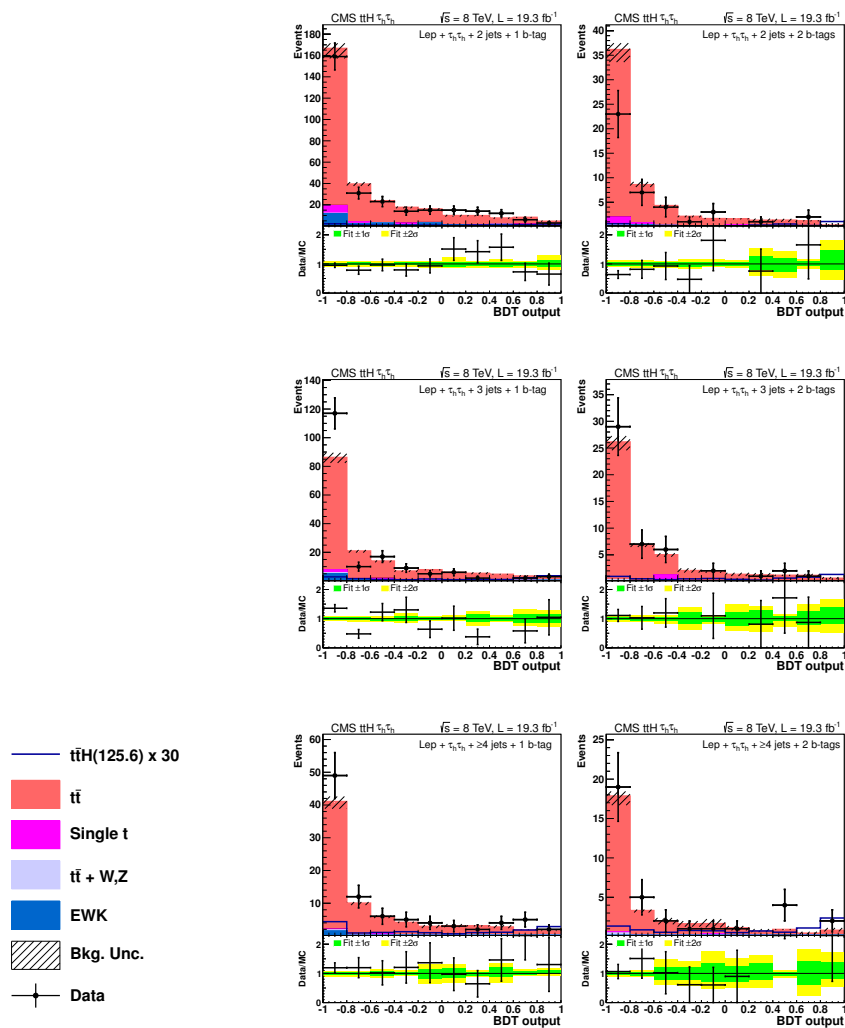 CMS ttH τhτh √s = 8 TeV, L = 19.3 fb-1
Lep + τhτh + 2 jets + 1 b-tag
Events
180
160
140
120
100
80
60
40
20
Data/MC
Fit ±1σ Fit ±2σ
2
1
0
-1 -0.8 -0.6 -0.4 -0.2 0 0.2 0.4 0.6 0.8 1
BDT output
CMS ttH τhτh √s = 8 TeV, L = 19.3 fb-1
Lep + τhτh + 2 jets + 2 b-tags
Events
40
35
30
25
20
15
10
5
Data/MC
Fit ±1σ Fit ±2σ
2
1
0
-1 -0.8 -0.6 -0.4 -0.2 0 0.2 0.4 0.6 0.8 1
BDT output
CMS ttH τhτh √s = 8 TeV, L = 19.3 fb-1
Lep + τhτh + 3 jets + 1 b-tag
Events
140
120
100
80
60
40
20
Data/MC
Fit ±1σ Fit ±2σ
2
1
0
-1 -0.8 -0.6 -0.4 -0.2 0 0.2 0.4 0.6 0.8 1
BDT output
CMS ttH τhτh √s = 8 TeV, L = 19.3 fb-1
Lep + τhτh + 3 jets + 2 b-tags
Events
35
30
25
20
15
10
5
Data/MC
Fit ±1σ Fit ±2σ
2
1
0
-1 -0.8 -0.6 -0.4 -0.2 0 0.2 0.4 0.6 0.8 1
BDT output
tt̄H(125.6) x 30
tt̄
Single t
tt̄ + W,Z
EWK
Bkg. Unc.
Data
CMS ttH τhτh √s = 8 TeV, L = 19.3 fb-1
Lep + τhτh + ≥4 jets + 1 b-tag
Events
60
50
40
30
20
10
Data/MC
Fit ±1σ Fit ±2σ
2
1
0
-1 -0.8 -0.6 -0.4 -0.2 0 0.2 0.4 0.6 0.8 1
BDT output
CMS ttH τhτh √s = 8 TeV, L = 19.3 fb-1
Lep + τhτh + ≥4 jets + 2 b-tags
Events
25
20
15
10
5
Data/MC
Fit ±1σ Fit ±2σ
2
1
0
-1 -0.8 -0.6 -0.4 -0.2 0 0.2 0.4 0.6 0.8 1
BDT output